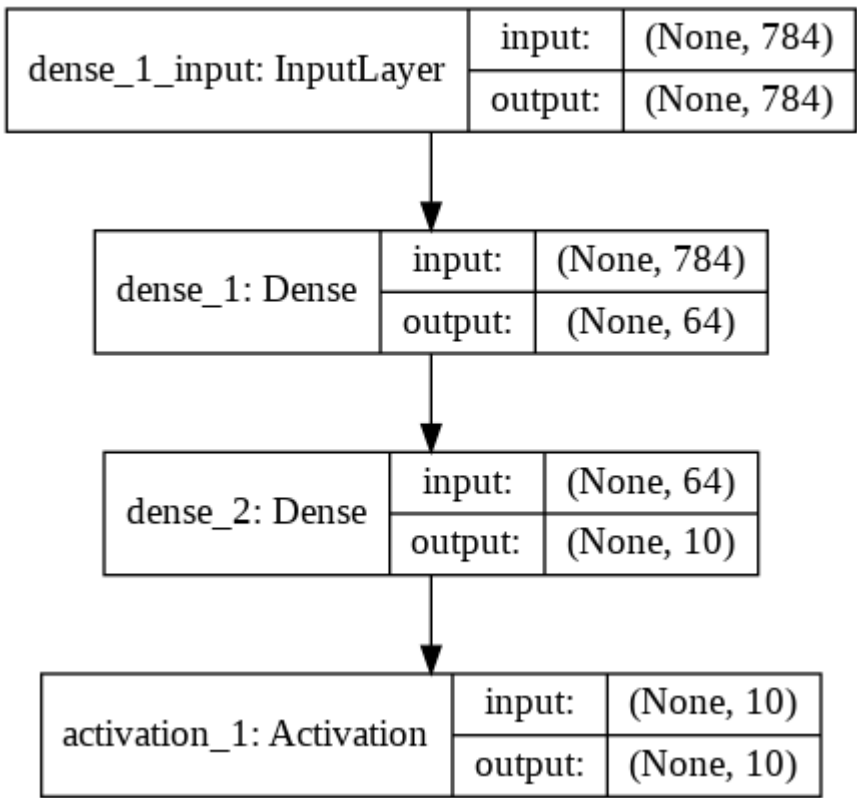 dense_1_input: InputLayer
input:
(None, 784)
output:
(None, 784)
dense_1: Dense
input:
(None, 784)
output:
(None, 64)
dense_2: Dense
input:
(None, 64)
output:
(None, 10)
activation_1: Activation
input:
(None, 10)
output:
(None, 10)